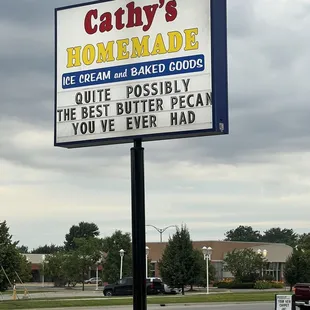 Cathy's
HOMEMADE
ICE CREAM and BAKED GOODS
QUITE POSSIBLY
THE BEST BUTTER PECAN
YOU VE EVER HAD